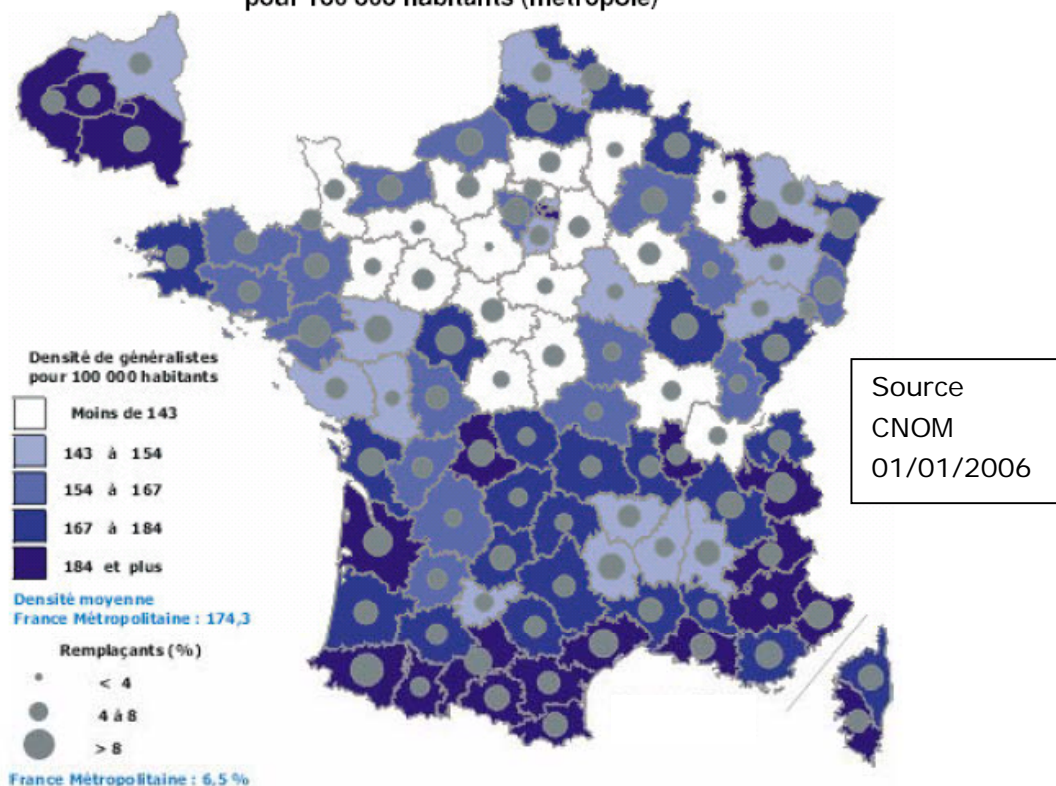 pour 100 000 habitants (métropole)
Densité de généralistes
pour 100 000 habitants
Moins de 143
143 à 154
154 à 167
167 à 184
184 et plus
Densité moyenne
France Métropolitaine : 174,3
Remplaçants (%)
< 4
4 à 8
> 8
France Métropolitaine : 6,5 %
Source
CNOM
01/01/2006